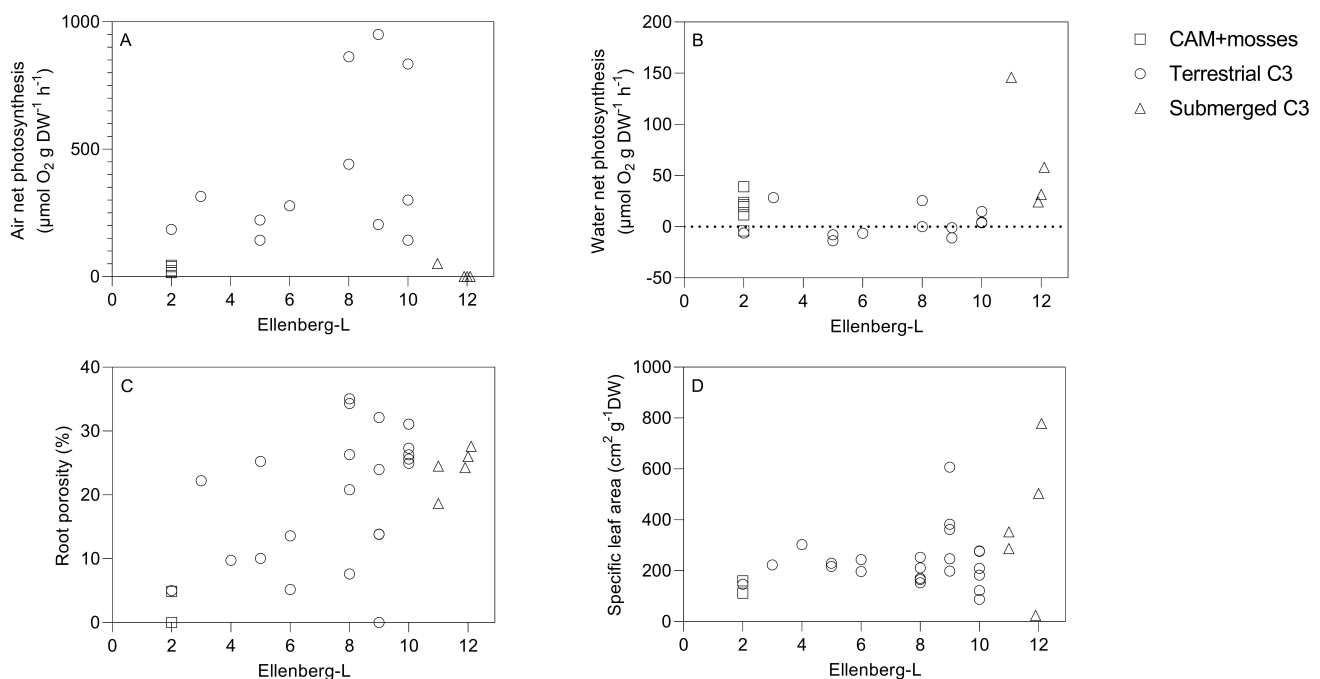 A
Air net photosynthesis
(µmol O2 g DW-1 h-1)
1000
500
0
0 2 4 6 8 10 12
Ellenberg-L
B
Water net photosynthesis
(µmol O2 g DW-1 h-1)
200
150
100
50
0
-50
0 2 4 6 8 10 12
Ellenberg-L
CAM+mosses
Terrestrial C3
Submerged C3
C
Root porosity (%)
40
30
20
10
0
0 2 4 6 8 10 12
Ellenberg-L
D
Specific leaf area (cm2 g-1DW)
1000
800
600
400
200
0
0 2 4 6 8 10 12
Ellenberg-L